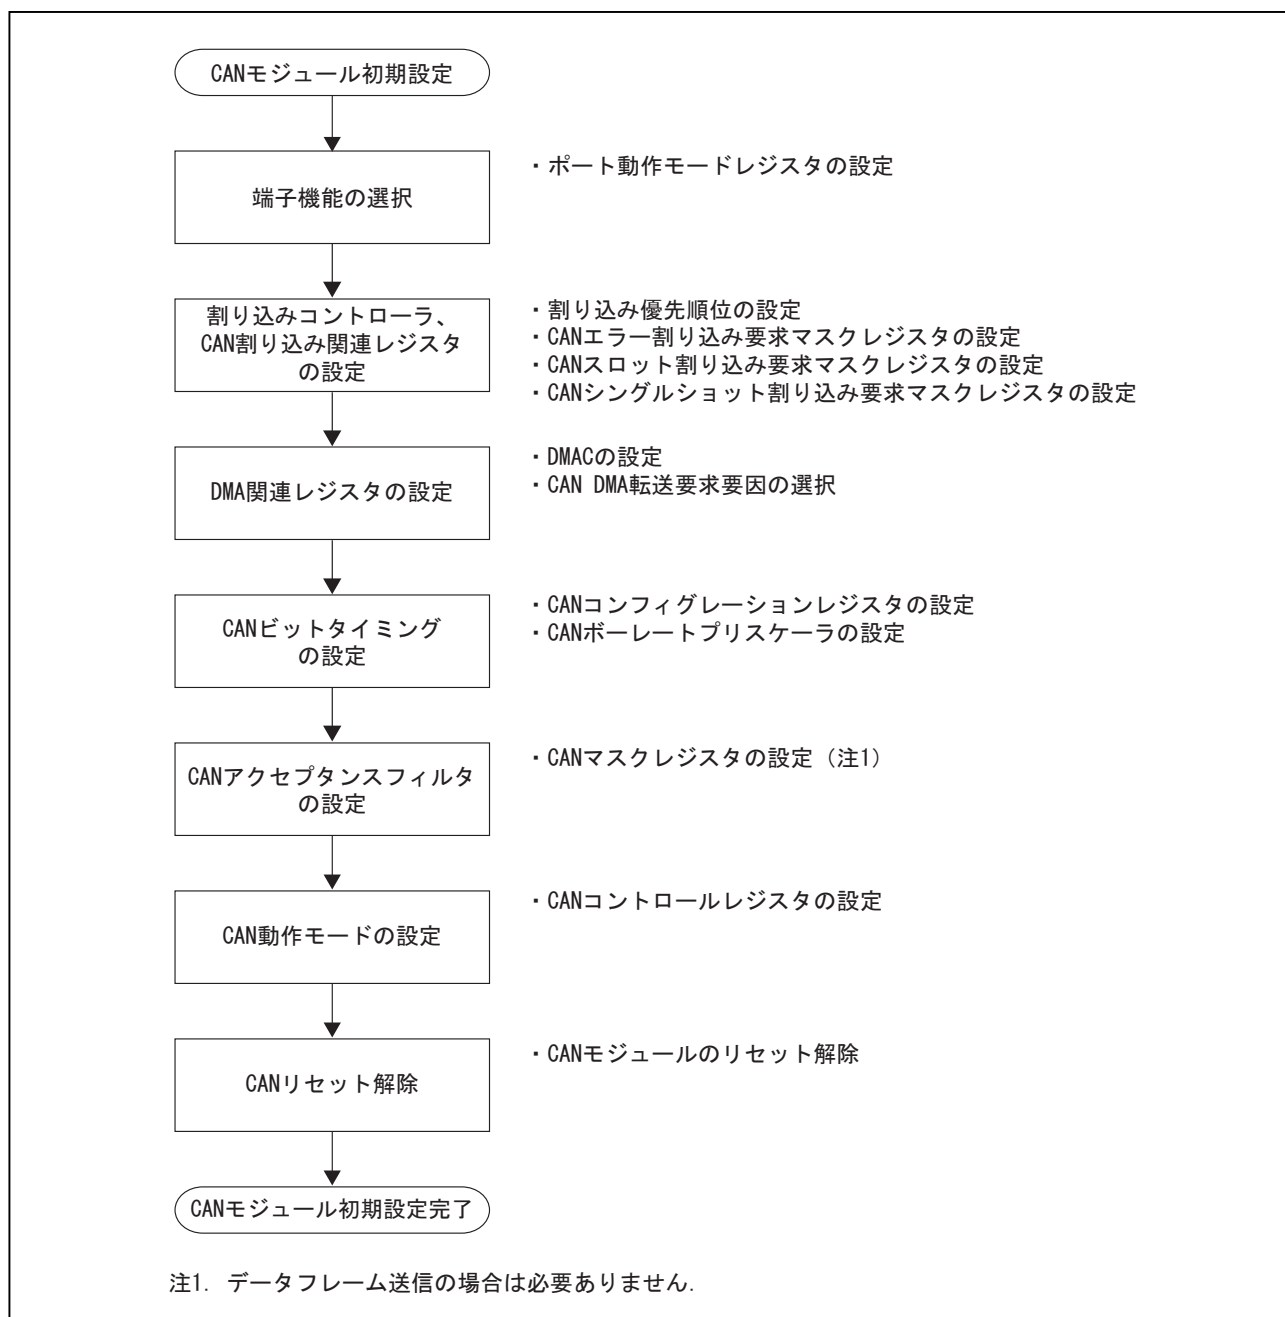 CANモジュール初期設定
端子機能の選択
・ポート動作モードレジスタの設定
割り込みコントローラ、
CAN割り込み関連レジスタ
の設定
・割り込み優先順位の設定
・CANエラー割り込み要求マスクレジスタの設定
・CANスロット割り込み要求マスクレジスタの設定
・CANシングルショット割り込み要求マスクレジスタの設定
DMA関連レジスタの設定
・DMACの設定
・CAN DMA転送要求要因の選択
CANビットタイミング
の設定
・CANコンフィグレーションレジスタの設定
・CANボーレートプリスケーラの設定
CANアクセプタンスフィルタ
の設定
・CANマスクレジスタの設定（注1）
CAN動作モードの設定
・CANコントロールレジスタの設定
CANリセット解除
・CANモジュールのリセット解除
CANモジュール初期設定完了
注1. データフレーム送信の場合は必要ありません.